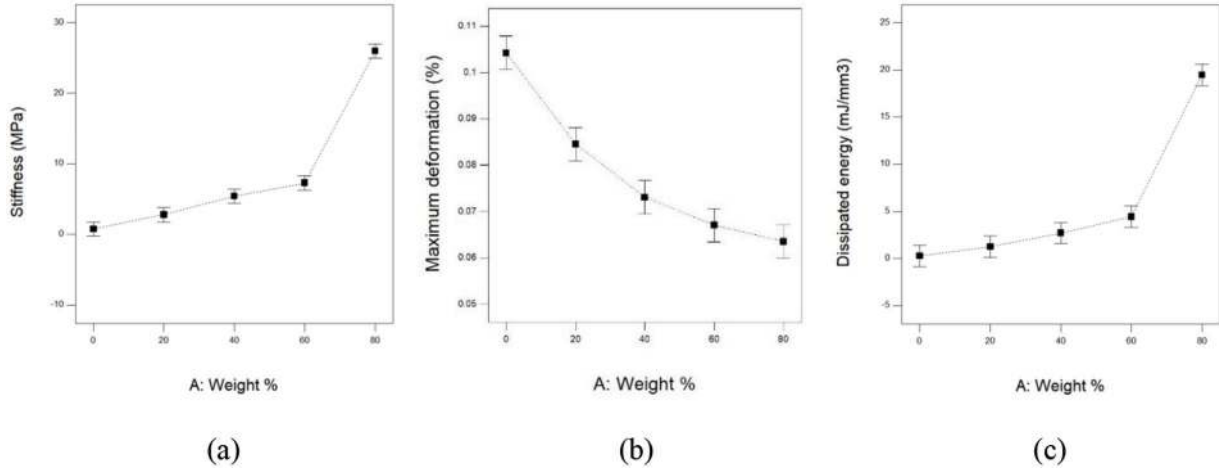 Stiffness (MPa)
30
20
10
0
-10
0 20 40 60 80
A: Weight %
(a)
Maximum deformation (%)
0.11
0.1
0.09
0.08
0.07
0.06
0.05
0 20 40 60 80
A: Weight %
(b)
Dissipated energy (mJ/mm3)
25
20
15
10
5
0
-5
0 20 40 60 80
A: Weight %
(c)